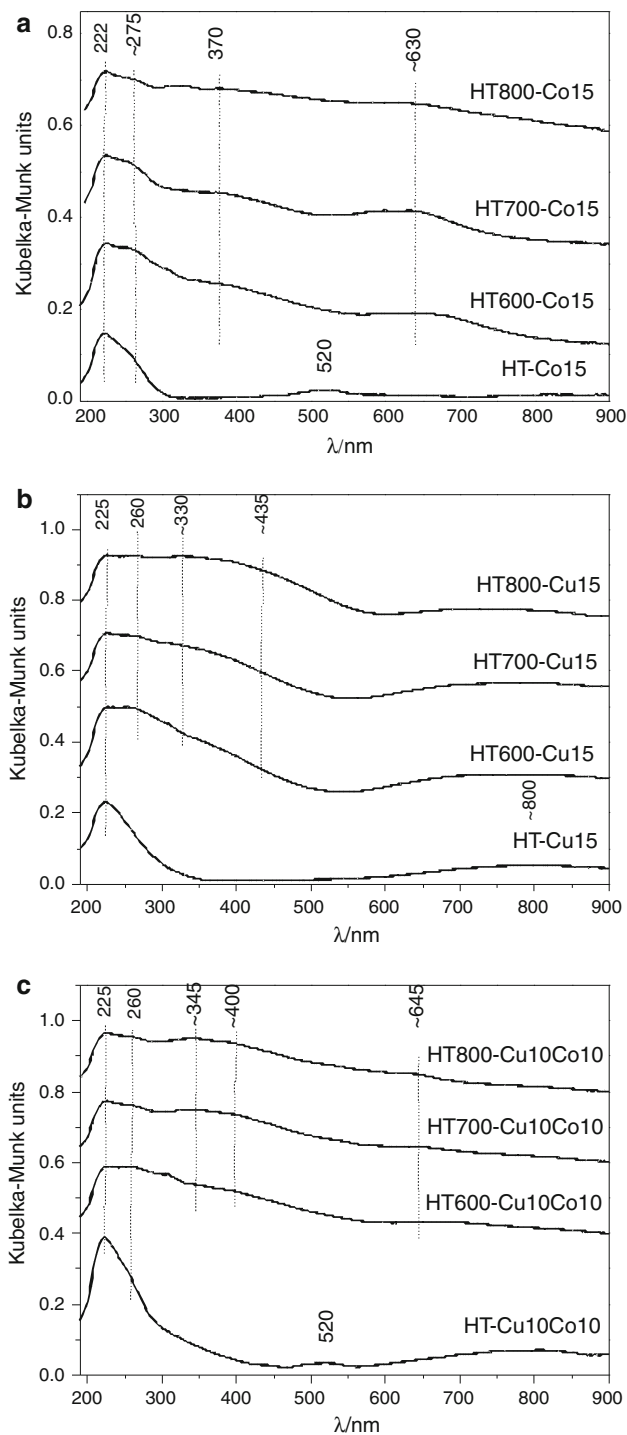 a
222
~275
370
~630
0.8
0.6
0.4
0.2
0.0
Kubelka-Munk units
HT800-Co15
HT700-Co15
HT600-Co15
520
HT-Co15
200 300 400 500 600 700 800 900
λ/nm
b
225
260
~330
~435
1.0
0.8
0.6
0.4
0.2
0.0
Kubelka-Munk units
HT800-Cu15
HT700-Cu15
HT600-Cu15
~800
HT-Cu15
200 300 400 500 600 700 800 900
λ/nm
c
225
260
~345
~400
~645
1.0
0.8
0.6
0.4
0.2
0.0
Kubelka-Munk units
HT800-Cu10Co10
HT700-Cu10Co10
HT600-Cu10Co10
520
HT-Cu10Co10
200 300 400 500 600 700 800 900
λ/nm